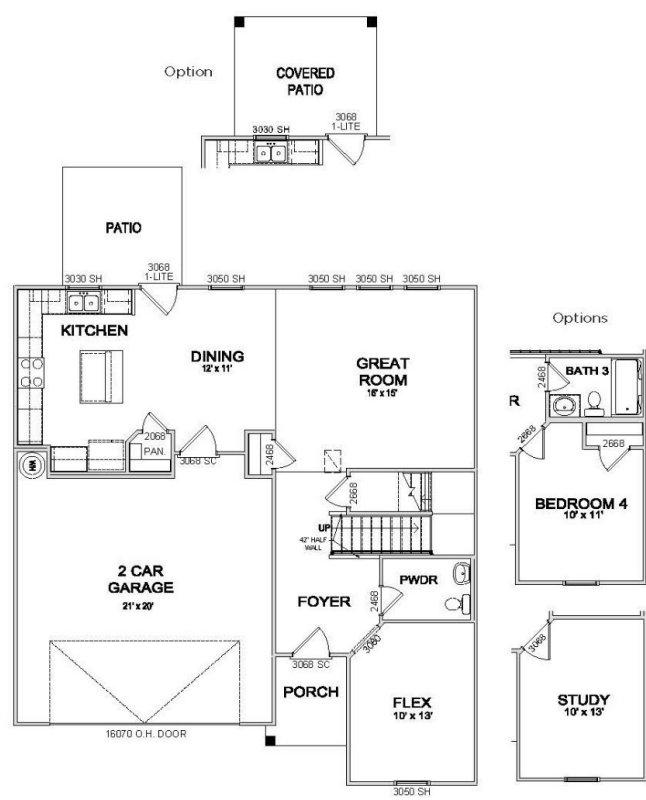 Option
COVERED
PATIO
3030 SH
3068
1-LITE
PATIO
3030 SH
3068
1-LITE
3050 SH
3050 SH
3050 SH
3050 SH
KITCHEN
DINING
12' x 11'
GREAT
ROOM
16' x 15'
2068
PAN.
3068 SC
2468
HW
2668
UP
42" HALF
WALL
2 CAR
GARAGE
21' x 20'
FOYER
2468
PWDR
3068 SC
3080
PORCH
FLEX
10' x 13'
16070 O.H. DOOR
3050 SH
Options
R
2468
BATH 3
2668
2668
BEDROOM 4
10' x 11'
3068
STUDY
10' x 13'